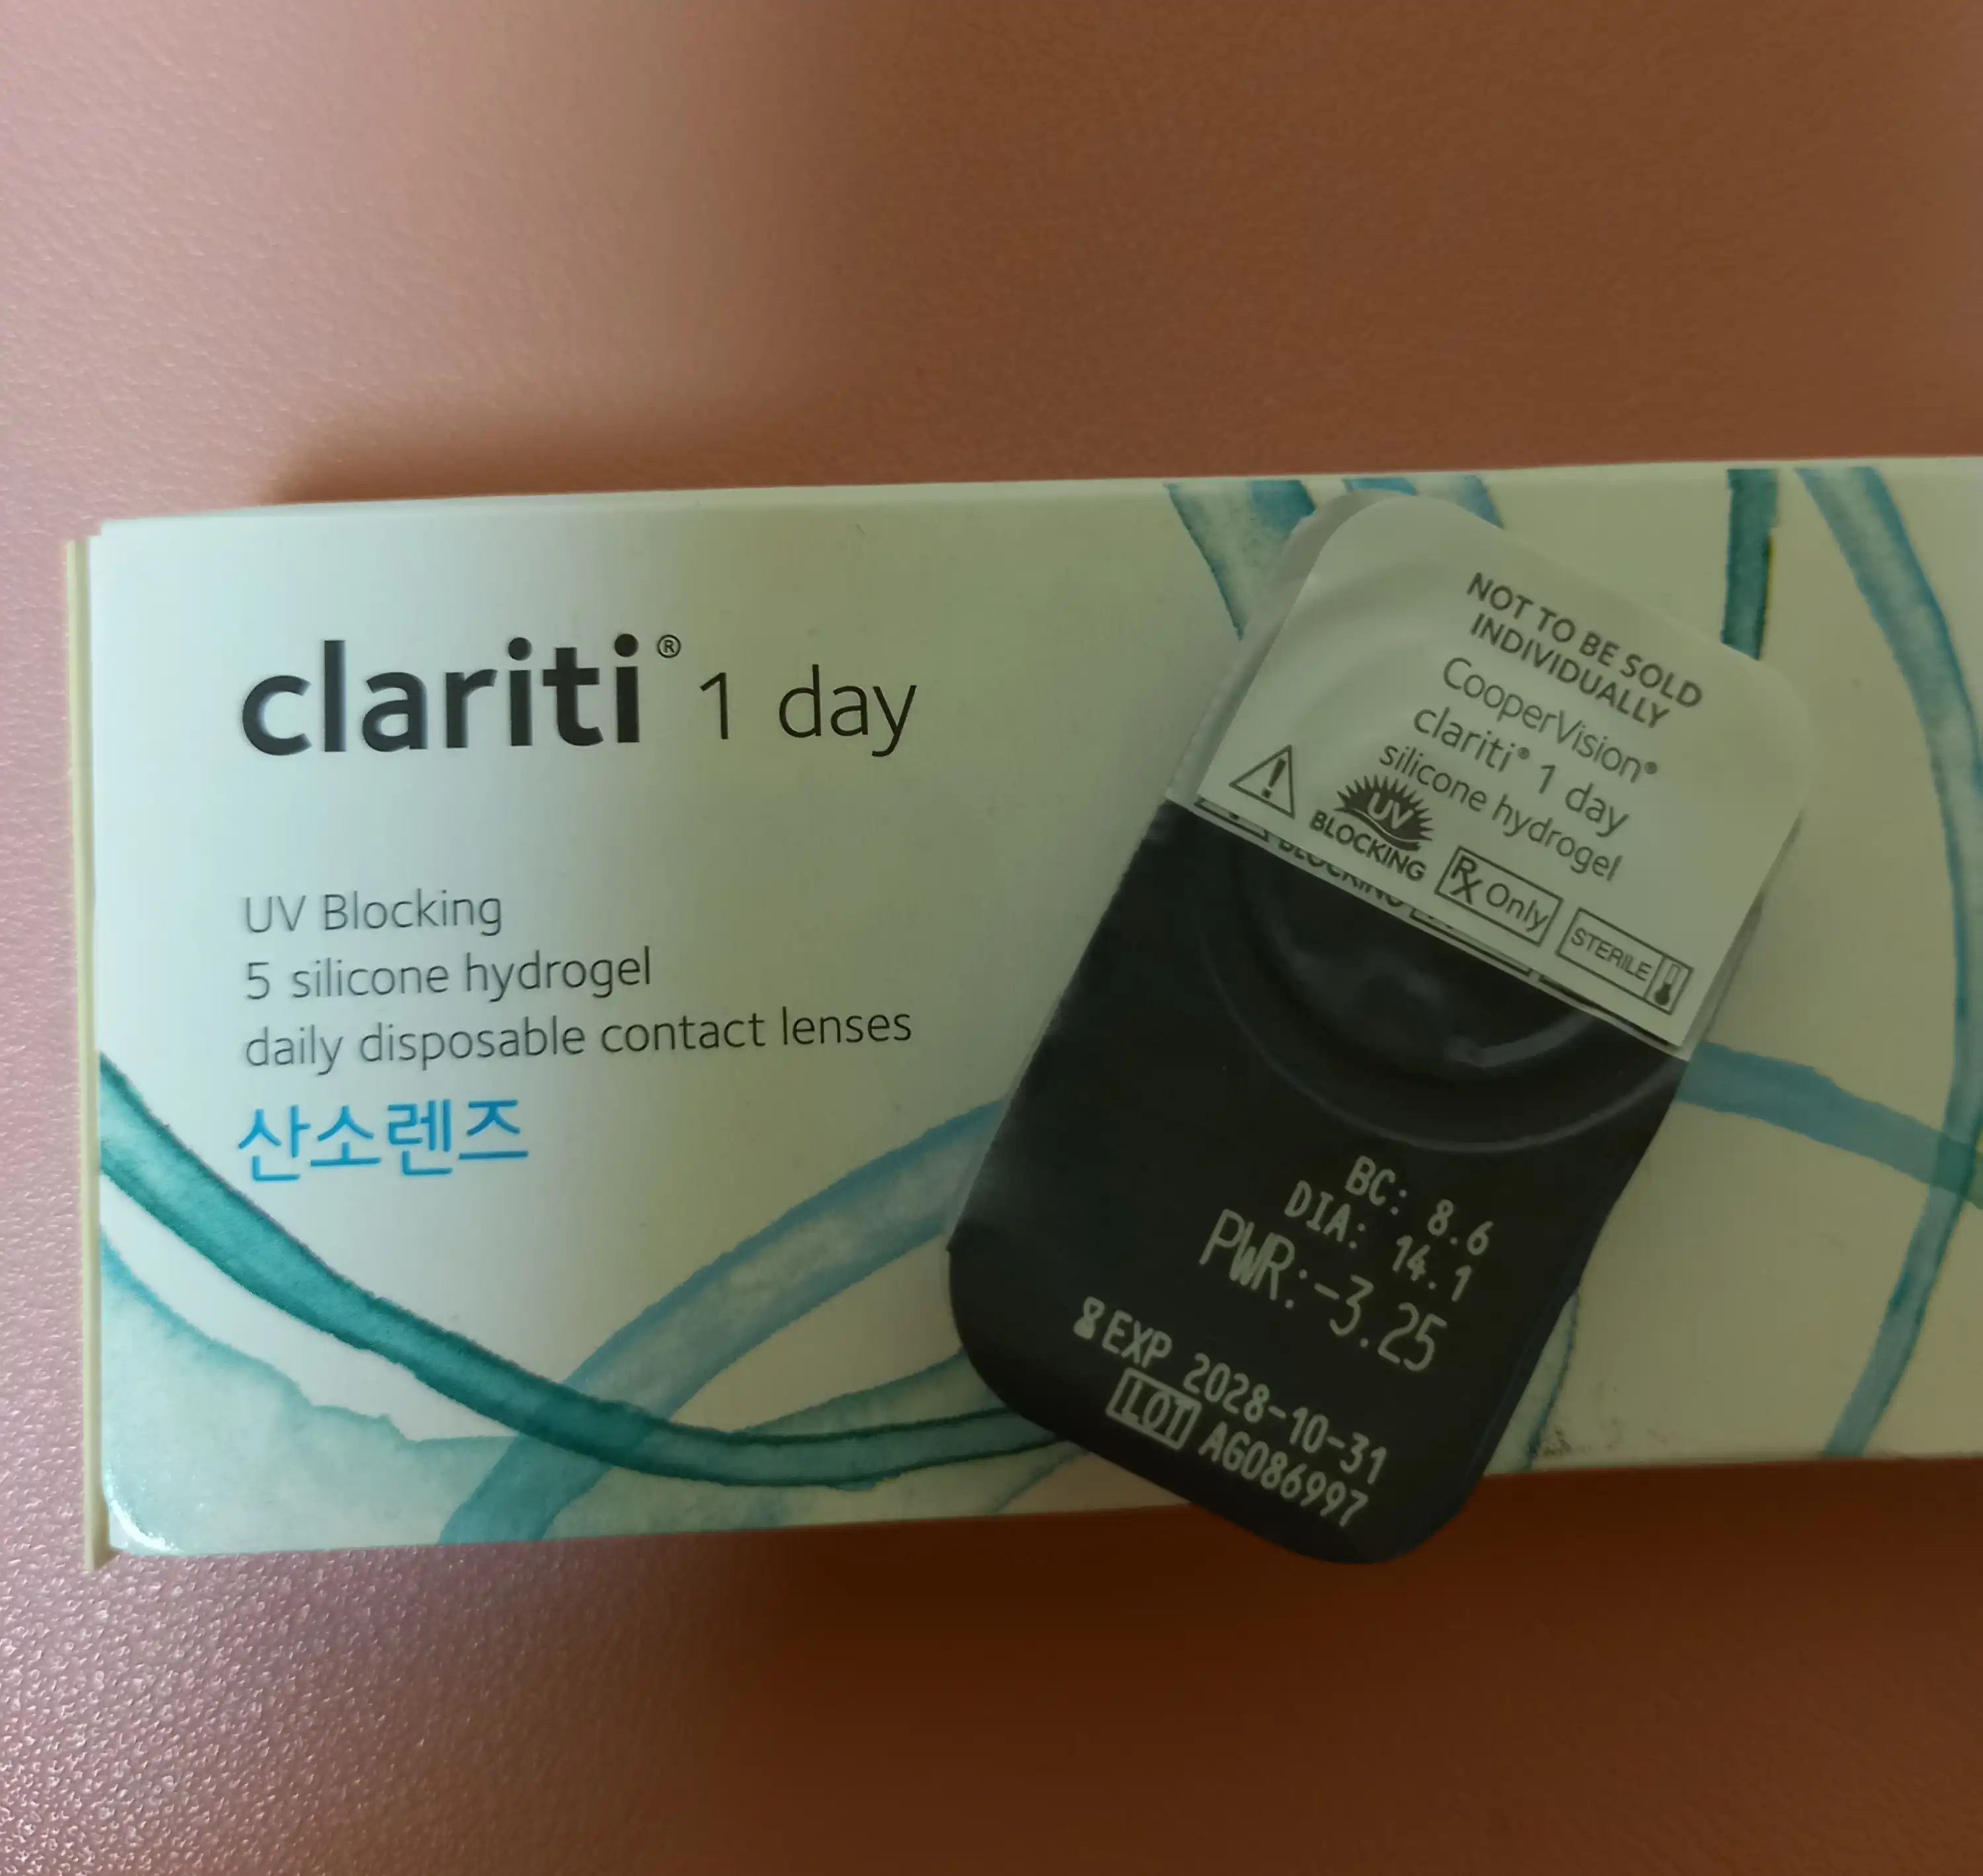 clariti® 1 day
UV Blocking
5 silicone hydrogel
daily disposable contact lenses
산소렌즈
NOT TO BE SOLD
INDIVIDUALLY
CooperVision®
clariti® 1 day
silicone hydrogel
UV
BLOCKING
Rx Only
STERILE
BLOCKING
BC: 8.6
DIA: 14.1
PWR:-3.25
EXP 2028-10-31
LOT AG086997